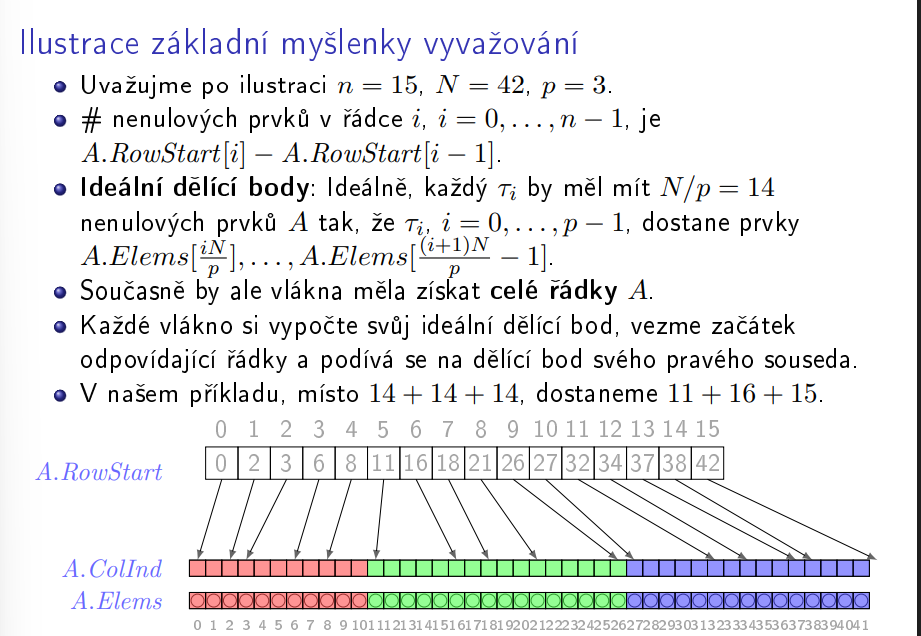 Ilustrace základní myšlenky vyvažování
Uvažujme po ilustraci n = 15, N = 42, p = 3.
# nenulových prvků v řádce i, i = 0, . . . , n − 1, je
A.RowStart[i] − A.RowStart[i − 1].
Ideální dělící body: Ideálně, každý τi by měl mít N/p = 14
nenulových prvků A tak, že τi, i = 0, . . . , p − 1, dostane prvky
A.Elems[iN/p], . . . , A.Elems[(i+1)N/p − 1].
Současně by ale vlákna měla získat celé řádky A.
Každé vlákno si vypočte svůj ideální dělící bod, vezme začátek
odpovídající řádky a podívá se na dělící bod svého pravého souseda.
V našem příkladu, místo 14 + 14 + 14, dostaneme 11 + 16 + 15.
0 1 2 3 4 5 6 7 8 9 10 11 12 13 14 15
A.RowStart 0 2 3 6 8 11 16 18 21 26 27 32 34 37 38 42
A.ColInd
A.Elems
0 1 2 3 4 5 6 7 8 9 10 11 12 13 14 15 16 17 18 19 20 21 22 23 24 25 26 27 28 29 30 31 32 33 34 35 36 37 38 39 40 41